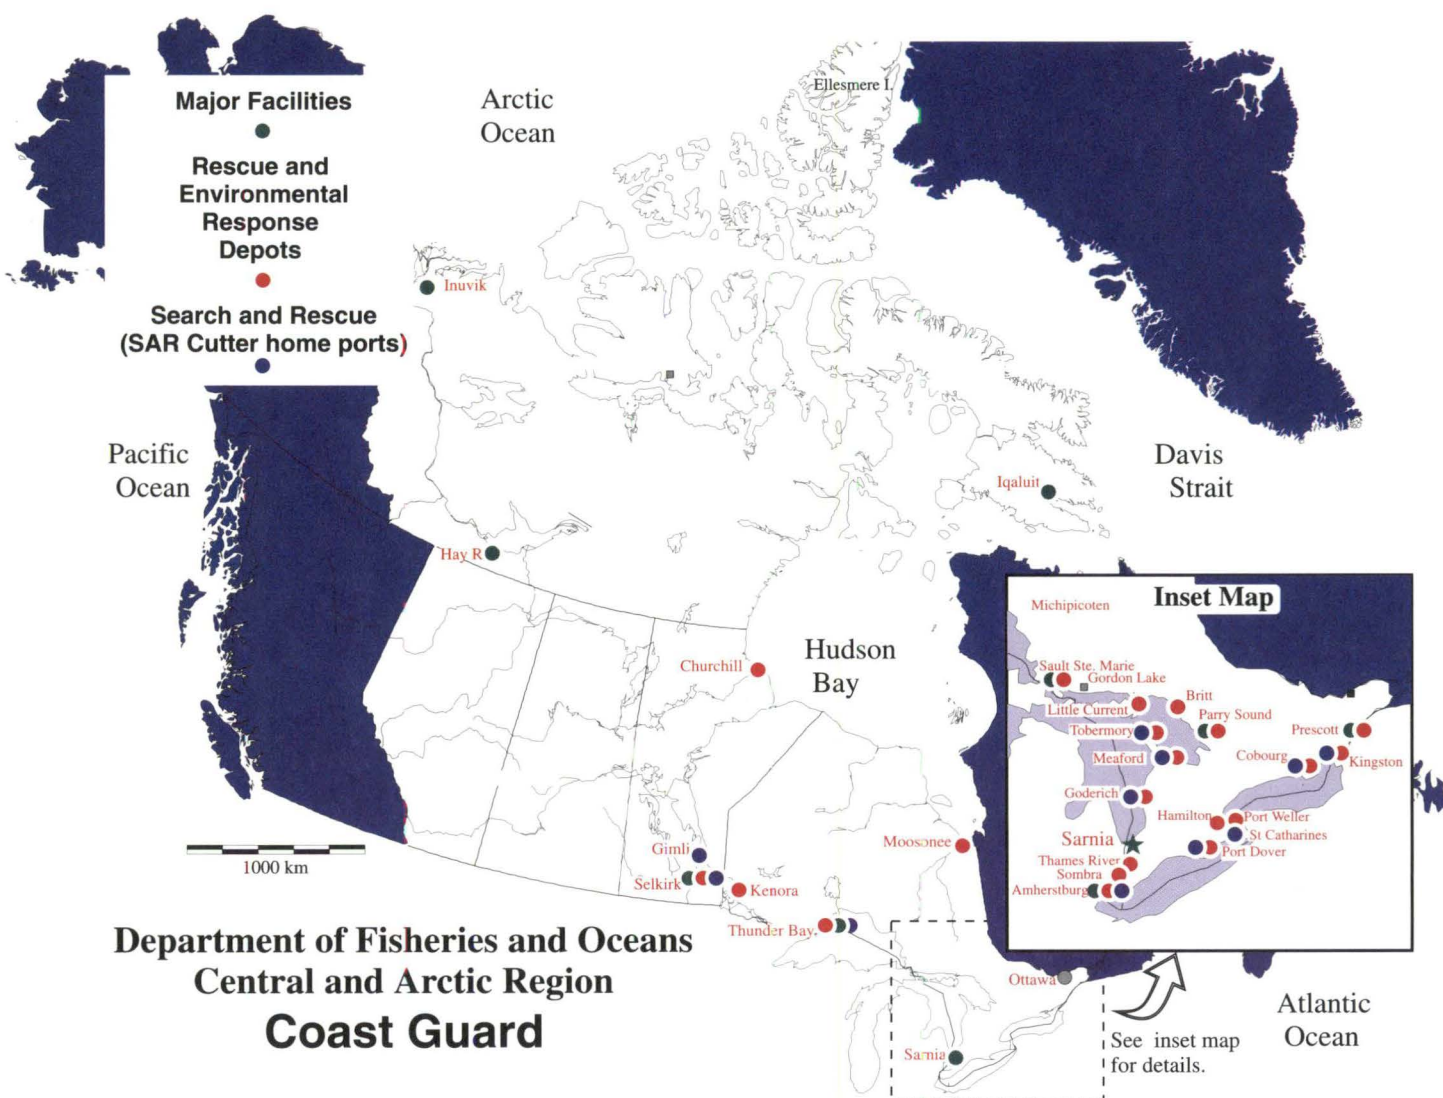 Major Facilities
Rescue and
Environmental
Response
Depots
Search and Rescue
(SAR Cutter home ports)
Arctic
Ocean
Ellesmere I.
Inuvik
Pacific
Ocean
Davis
Strait
Iqaluit
Hay R
Churchill
Hudson
Bay
Gimli
Selkirk
Kenora
Moosonee
Thunder Bay
Ottawa
Sarnia
1000 km
Department of Fisheries and Oceans
Central and Arctic Region
Coast Guard
Inset Map
Michipicoten
Sault Ste. Marie
Gordon Lake
Britt
Little Current
Parry Sound
Tobermory
Prescott
Meaford
Cobourg
Kingston
Goderich
Hamilton
Port Weller
St Catharines
Sarnia
Port Dover
Thames River
Sombra
Amherstburg
See inset map
for details.
Atlantic
Ocean